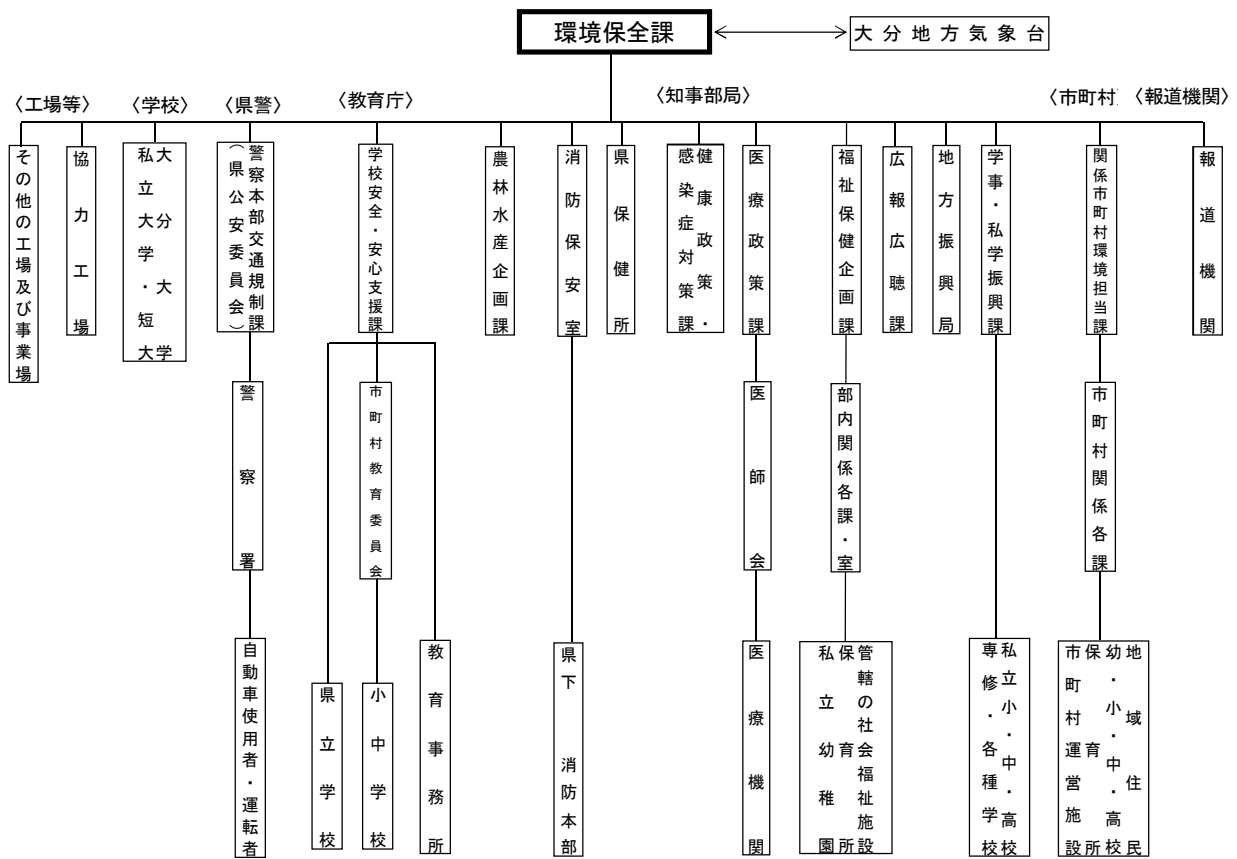 環境保全課
大分地方気象台
〈工場等〉
〈学校〉
〈県警〉
〈教育庁〉
〈知事部局〉
〈市町村
〈報道機関〉
その他の工場及び事業場
協力工場
大分大学
私立大学・短大
警察本部交通規制課
(県公安委員会)
学校安全・安心支援課
農林水産企画課
消防保安室
県保健所
健康政策・
感染症対策課
医療政策課
福祉保健企画課
広報広聴課
地方振興局
学事・私学振興課
関係市町村環境担当課
報道機関
警察署
市町村教育委員会
医師会
部内関係各課・室
市町村関係各課
自動車使用者・運転者
県立学校
小中学校
教育事務所
県下 消防本部
医療機関
管轄の社会福祉施設
保育所
私立幼稚園
私立小・中・高校
専修・各種学校
地域住民
幼・小・中・高校
保育所
市町村運営施設